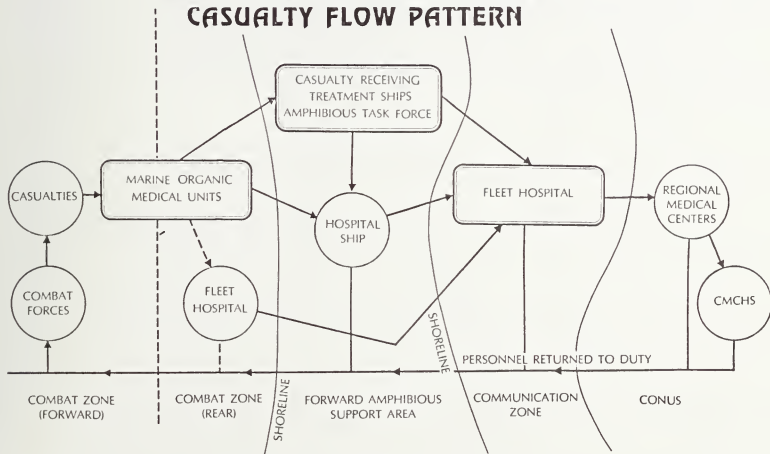 CASUALTY FLOW PATTERN
CASUALTY RECEIVING
TREATMENT SHIPS
AMPHIBIOUS TASK FORCE
CASUALTIES
MARINE ORGANIC
MEDICAL UNITS
HOSPITAL
SHIP
FLEET HOSPITAL
REGIONAL
MEDICAL
CENTERS
COMBAT
FORCES
FLEET
HOSPITAL
CMCHS
SHORELINE
PERSONNEL RETURNED TO DUTY
SHORELINE
COMBAT ZONE
(FORWARD)
COMBAT ZONE
(REAR)
FORWARD AMPHIBIOUS
SUPPORT AREA
COMMUNICATION
ZONE
CONUS